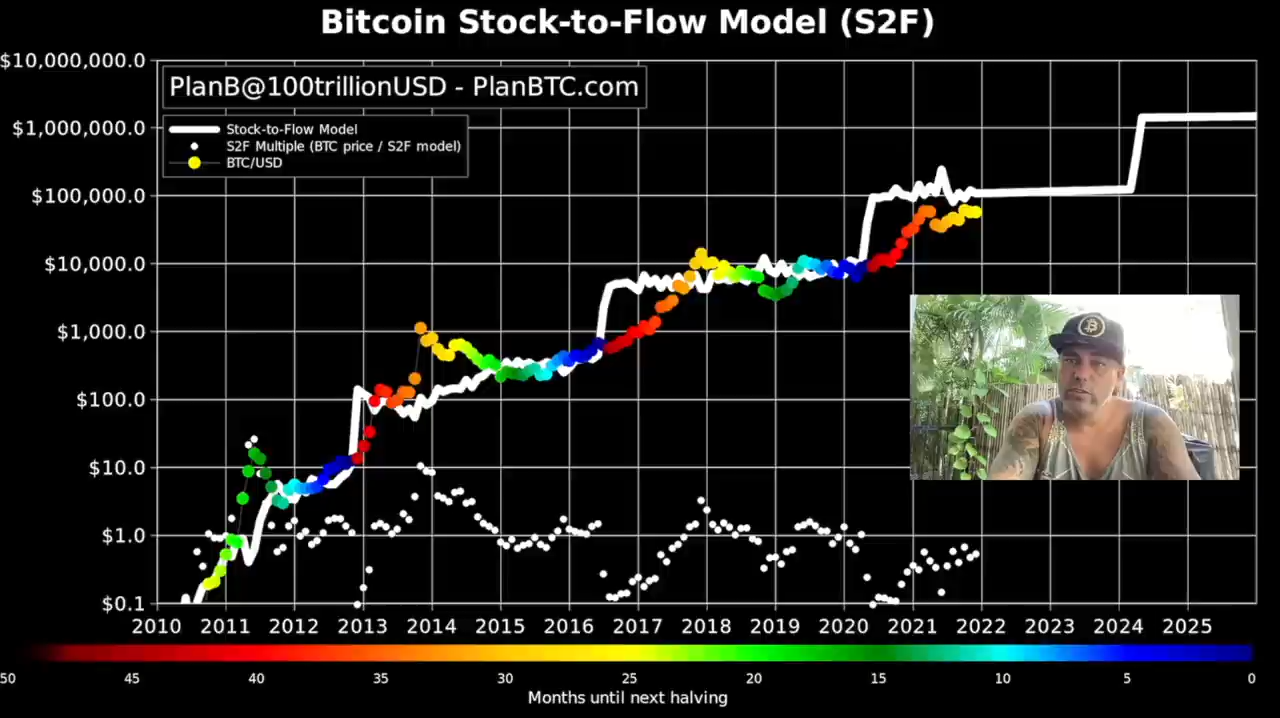 Bitcoin Stock-to-Flow Model (S2F)
$10,000,000.0
PlanB@100trillionUSD - PlanBTC.com
Stock-to-Flow Model
S2F Multiple (BTC price / S2F model)
BTC/USD
$1,000,000.0
$100,000.0
$10,000.0
$1,000.0
$100.0
$10.0
$1.0
$0.1
2010 2011 2012 2013 2014 2015 2016 2017 2018 2019 2020 2021 2022 2023 2024 2025
50 45 40 35 30 25 20 15 10 5 0
Months until next halving